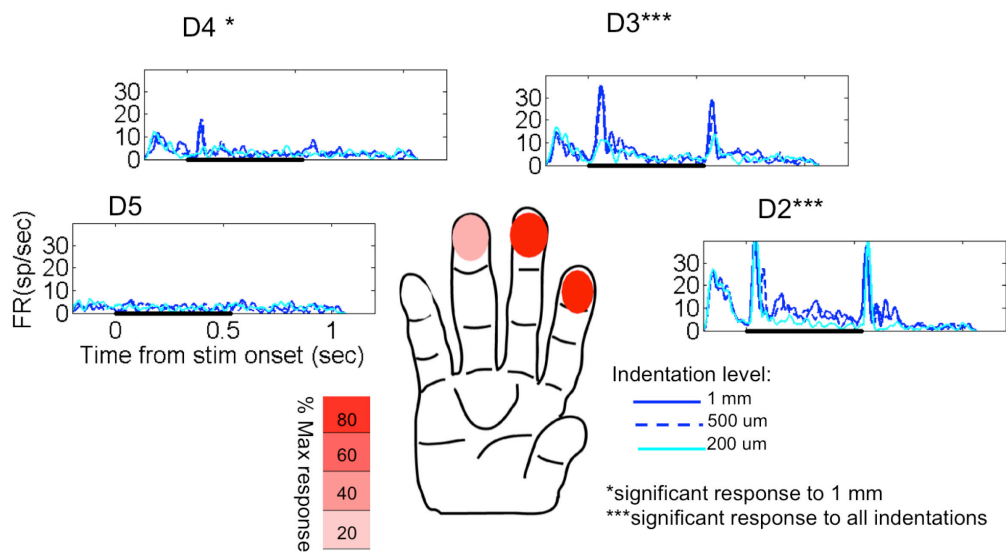 D4 *
D3***
30
20
10
0
30
20
10
0
D5
D2***
FR(sp/sec)
30
20
10
0
30
20
10
0
0
0.5
1
Time from stim onset (sec)
% Max response
80
60
40
20
Indentation level:
1 mm
500 um
200 um
*significant response to 1 mm
***significant response to all indentations